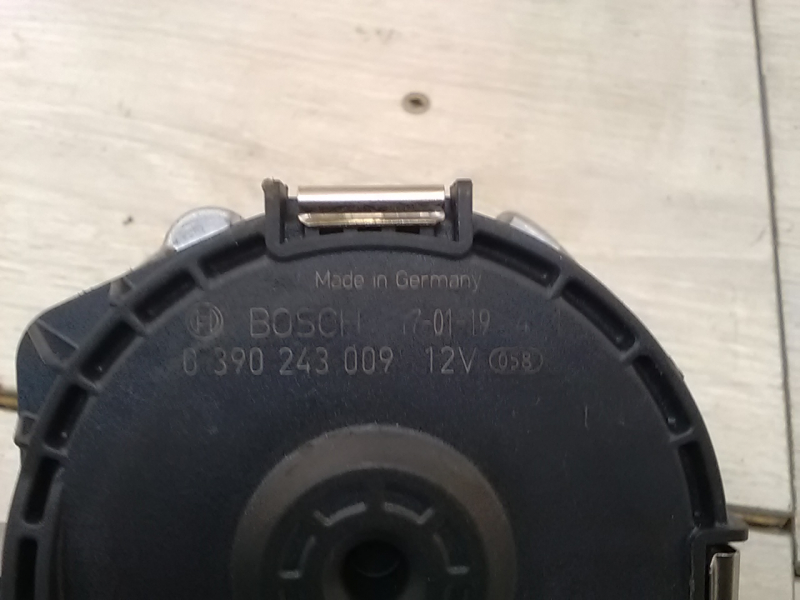 Made in Germany
BOSCH 17-01-19
0 390 243 009 12V 058